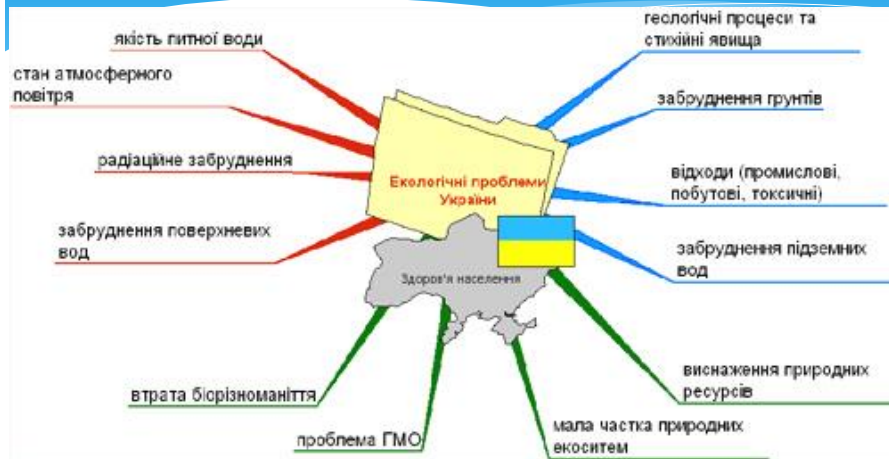 якість питної води
стан атмосферного
повітря
радіаційне забруднення
забруднення поверхневих
вод
Екологічні проблеми
України
Здоров'я населення
геологічні процеси та
стихійні явища
забруднення грунтів
відходи (промислові,
побутові, токсичні)
забруднення підземних
вод
втрата біорізноманіття
проблема ГМО
мала частка природних
екоситем
виснаження природних
ресурсів